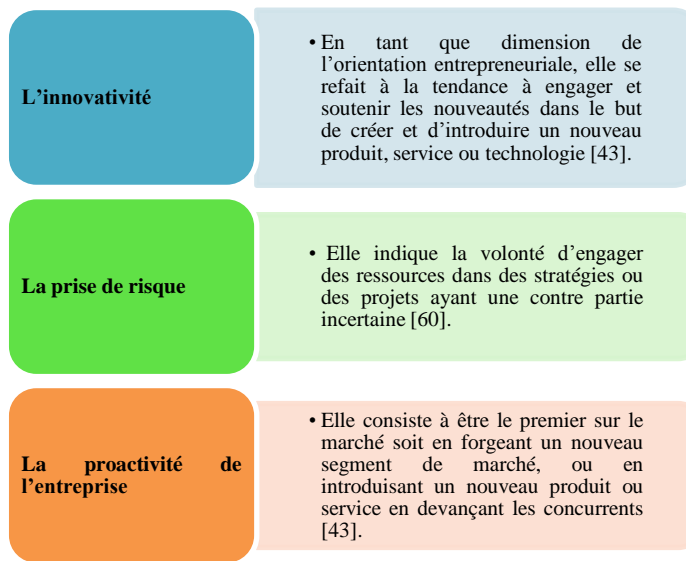 L’innovativité
• En tant que dimension de
l’orientation entrepreneuriale, elle se
refait à la tendance à engager et
soutenir les nouveautés dans le but
de créer et d’introduire un nouveau
produit, service ou technologie [43].
La prise de risque
• Elle indique la volonté d’engager
des ressources dans des stratégies ou
des projets ayant une contre partie
incertaine [60].
La proactivité de
l’entreprise
• Elle consiste à être le premier sur le
marché soit en forgeant un nouveau
segment de marché, ou en
introduisant un nouveau produit ou
service en devançant les concurrents
[43].